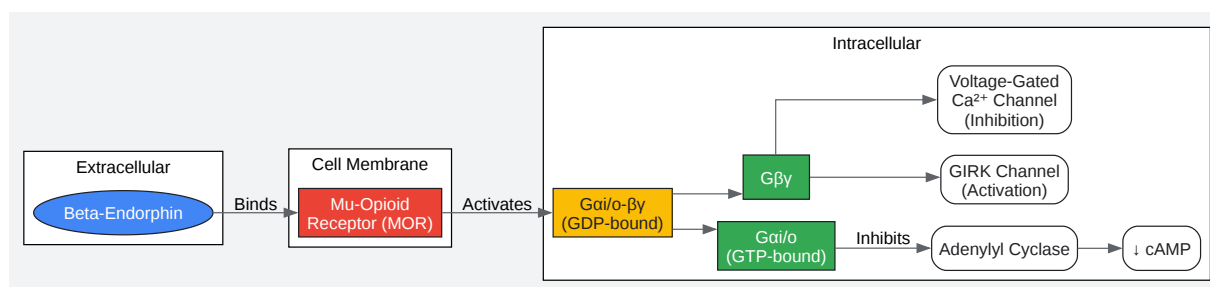 Extracellular
Beta-Endorphin
Binds
Cell Membrane
Mu-Opioid
Receptor (MOR)
Activates
Intracellular
Gαi/o-βγ
(GDP-bound)
Gβγ
Voltage-Gated
Ca²⁺ Channel
(Inhibition)
GIRK Channel
(Activation)
Gαi/o
(GTP-bound)
Inhibits
Adenylyl Cyclase
↓ cAMP